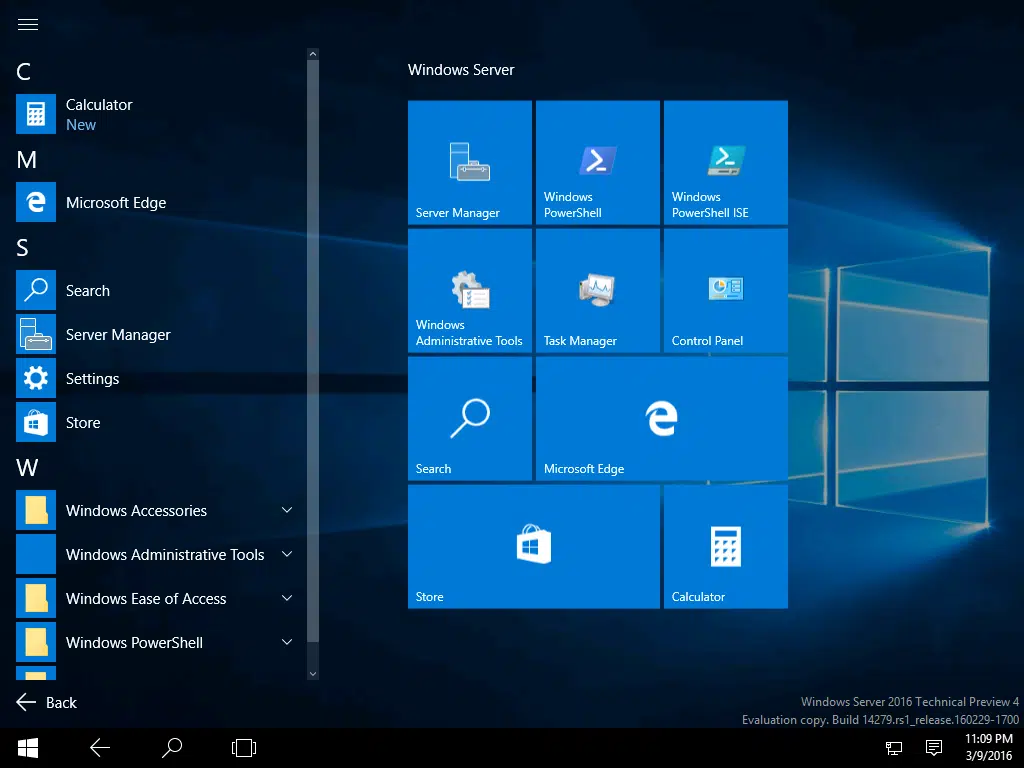 C
Calculator
New
M
Microsoft Edge
S
Search
Server Manager
Settings
Store
W
Windows Accessories
Windows Administrative Tools
Windows Ease of Access
Windows PowerShell
Back
Windows Server
Server Manager
Windows
PowerShell
Windows
PowerShell ISE
Windows
Administrative Tools
Task Manager
Control Panel
Search
Microsoft Edge
Store
Calculator
Windows Server 2016 Technical Preview 4
Evaluation copy. Build 14279.rs1_release.160229-1700
11:09 PM
3/9/2016